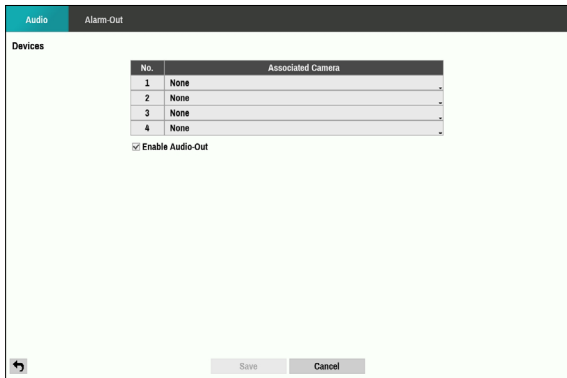 Audio Alarm-Out
Devices
No. Associated Camera
1 None
2 None
3 None
4 None
Enable Audio-Out
Save Cancel